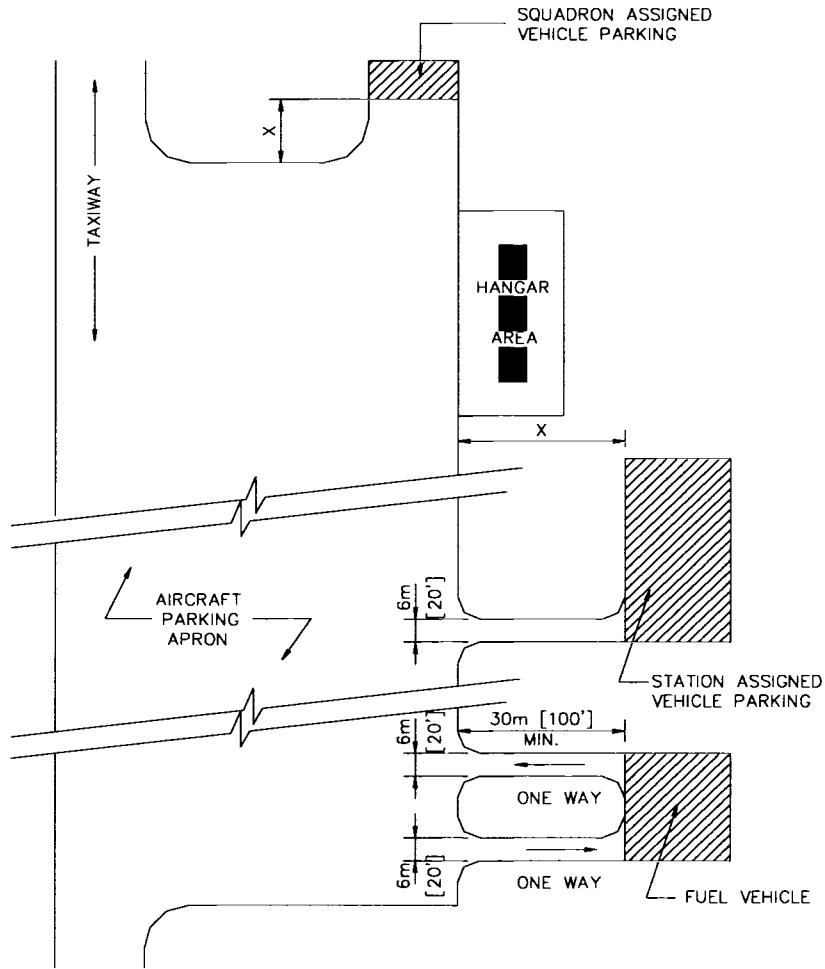 SQUADRON ASSIGNED
VEHICLE PARKING
X
TAXIWAY
HANGAR
AREA
X
6m
[20']
AIRCRAFT
PARKING
APRON
STATION ASSIGNED
VEHICLE PARKING
30m [100']
MIN.
6m
[20']
ONE WAY
6m
[20']
ONE WAY
FUEL VEHICLE